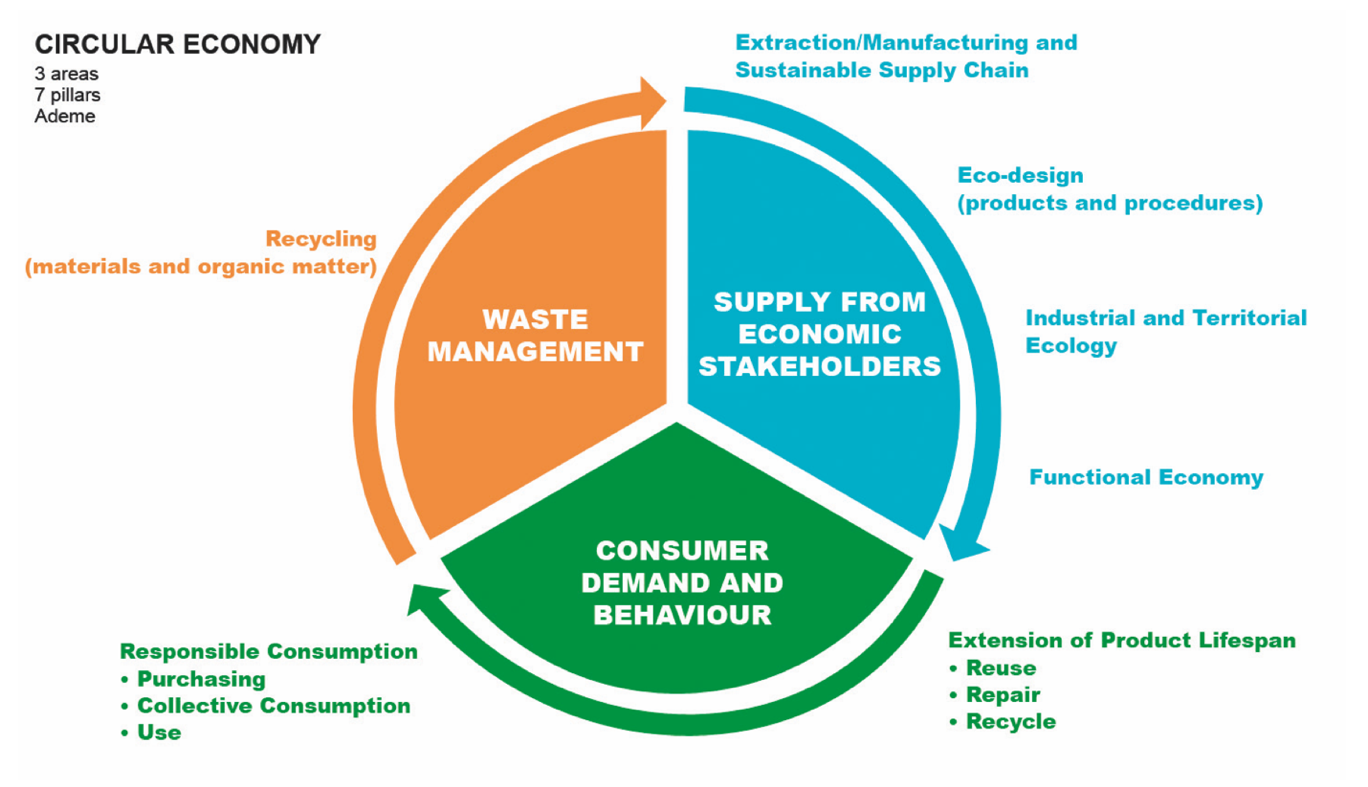 CIRCULAR ECONOMY
3 areas
7 pillars
Ademe
Extraction/Manufacturing and
Sustainable Supply Chain
Eco-design
(products and procedures)
Industrial and Territorial
Ecology
Functional Economy
SUPPLY FROM
ECONOMIC
STAKEHOLDERS
Extension of Product Lifespan
• Reuse
• Repair
• Recycle
CONSUMER
DEMAND AND
BEHAVIOUR
Responsible Consumption
• Purchasing
• Collective Consumption
• Use
Recycling
(materials and organic matter)
WASTE
MANAGEMENT